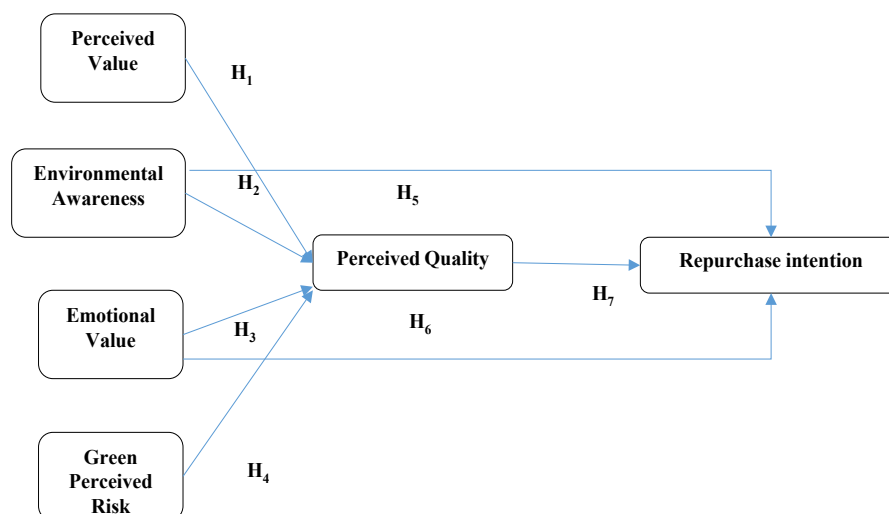 Perceived
Value
H1
Environmental
Awareness
H2
H5
Perceived Quality
Repurchase intention
H7
Emotional
Value
H3
H6
Green
Perceived
Risk
H4